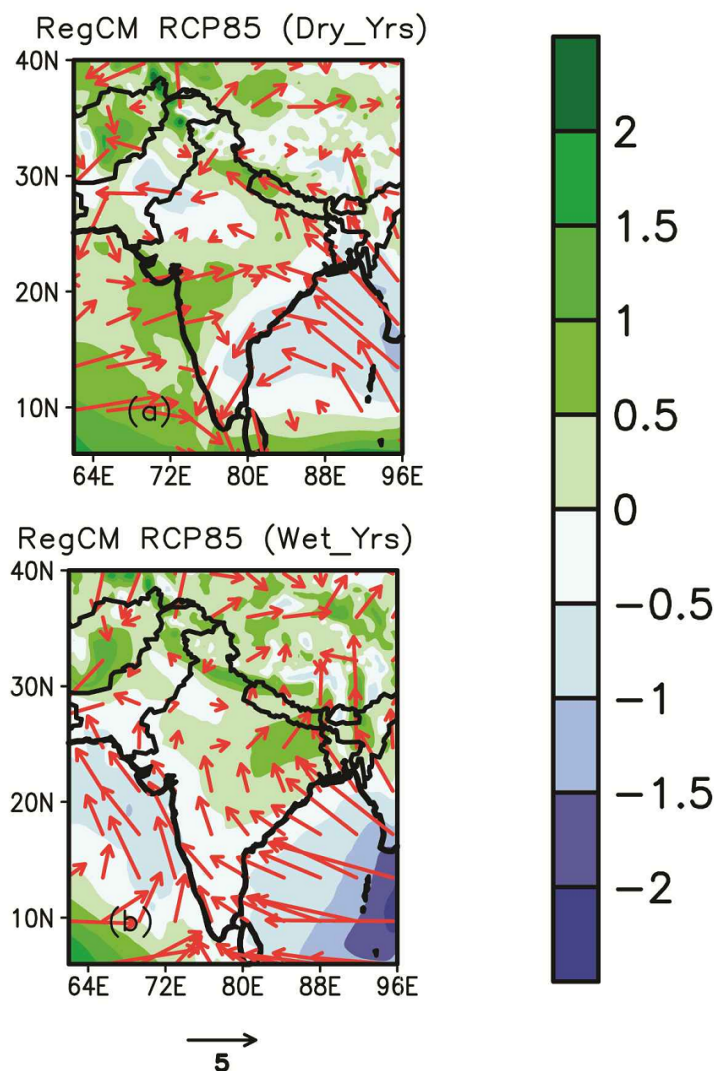 RegCM RCP85 (Dry_Yrs)
40N
30N
20N
10N
(a)
64E 72E 80E 88E 96E
RegCM RCP85 (Wet_Yrs)
40N
30N
20N
10N
(b)
64E 72E 80E 88E 96E
5
2
1.5
1
0.5
0
−0.5
−1
−1.5
−2